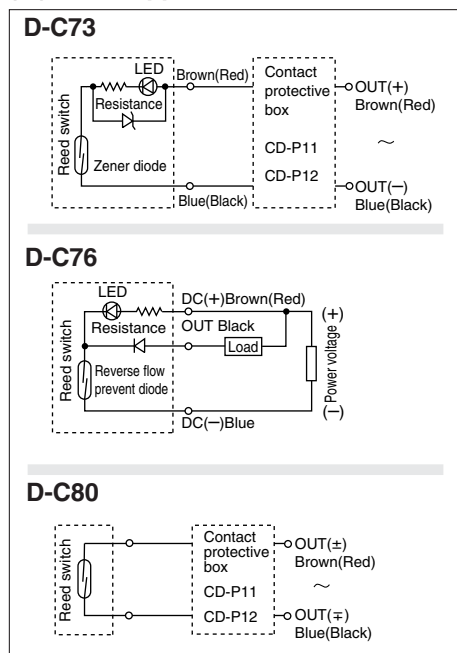 D-C73
LED
Brown(Red)
Resistance
Reed switch
Zener diode
Blue(Black)
Contact
protective
box
CD-P11
CD-P12
OUT(+)
Brown(Red)
~
OUT(−)
Blue(Black)
D-C76
LED
DC(+)Brown(Red)
Resistance
OUT Black
Load
Reed switch
Reverse flow
prevent diode
DC(−)Blue
(+)
Power voltage
(−)
D-C80
Reed switch
Contact
protective
box
CD-P11
CD-P12
OUT(±)
Brown(Red)
~
OUT(∓)
Blue(Black)